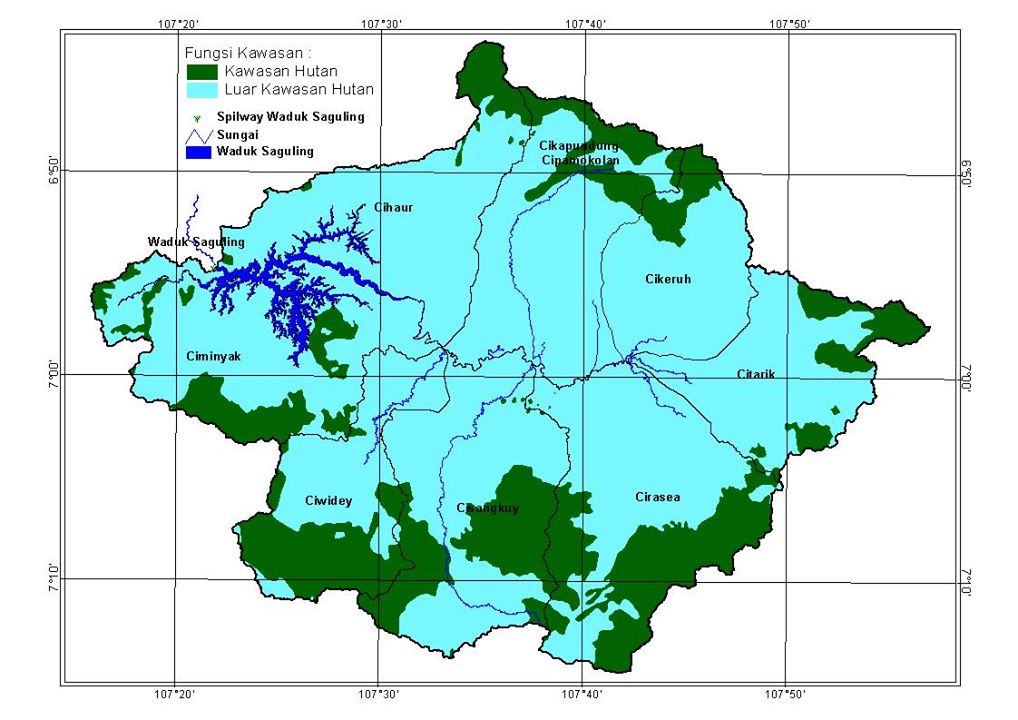 107°20' 107°30' 107°40' 107°50'
Fungsi Kawasan :
Kawasan Hutan
Luar Kawasan Hutan
Spilway Waduk Saguling
Sungai
Waduk Saguling
Cikapundung
Cipamokolan
6°50' 6°50'
Cihaur
Waduk Saguling
Cikeruh
Ciminyak
7°00' 7°00'
Citarik
Ciwidey
Cisangkuy
Cirasea
7°10' 7°10'
107°20' 107°30' 107°40' 107°50'